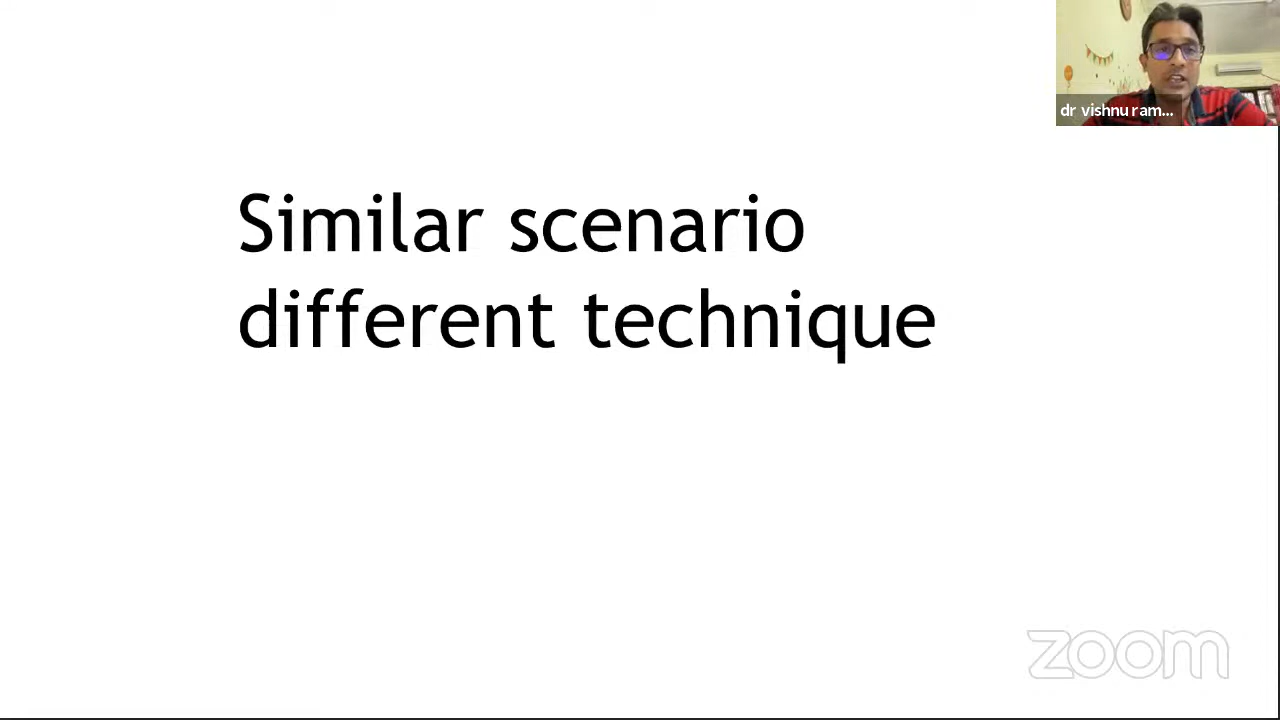 dr vishnu ram...
Similar scenario
different technique
zoom